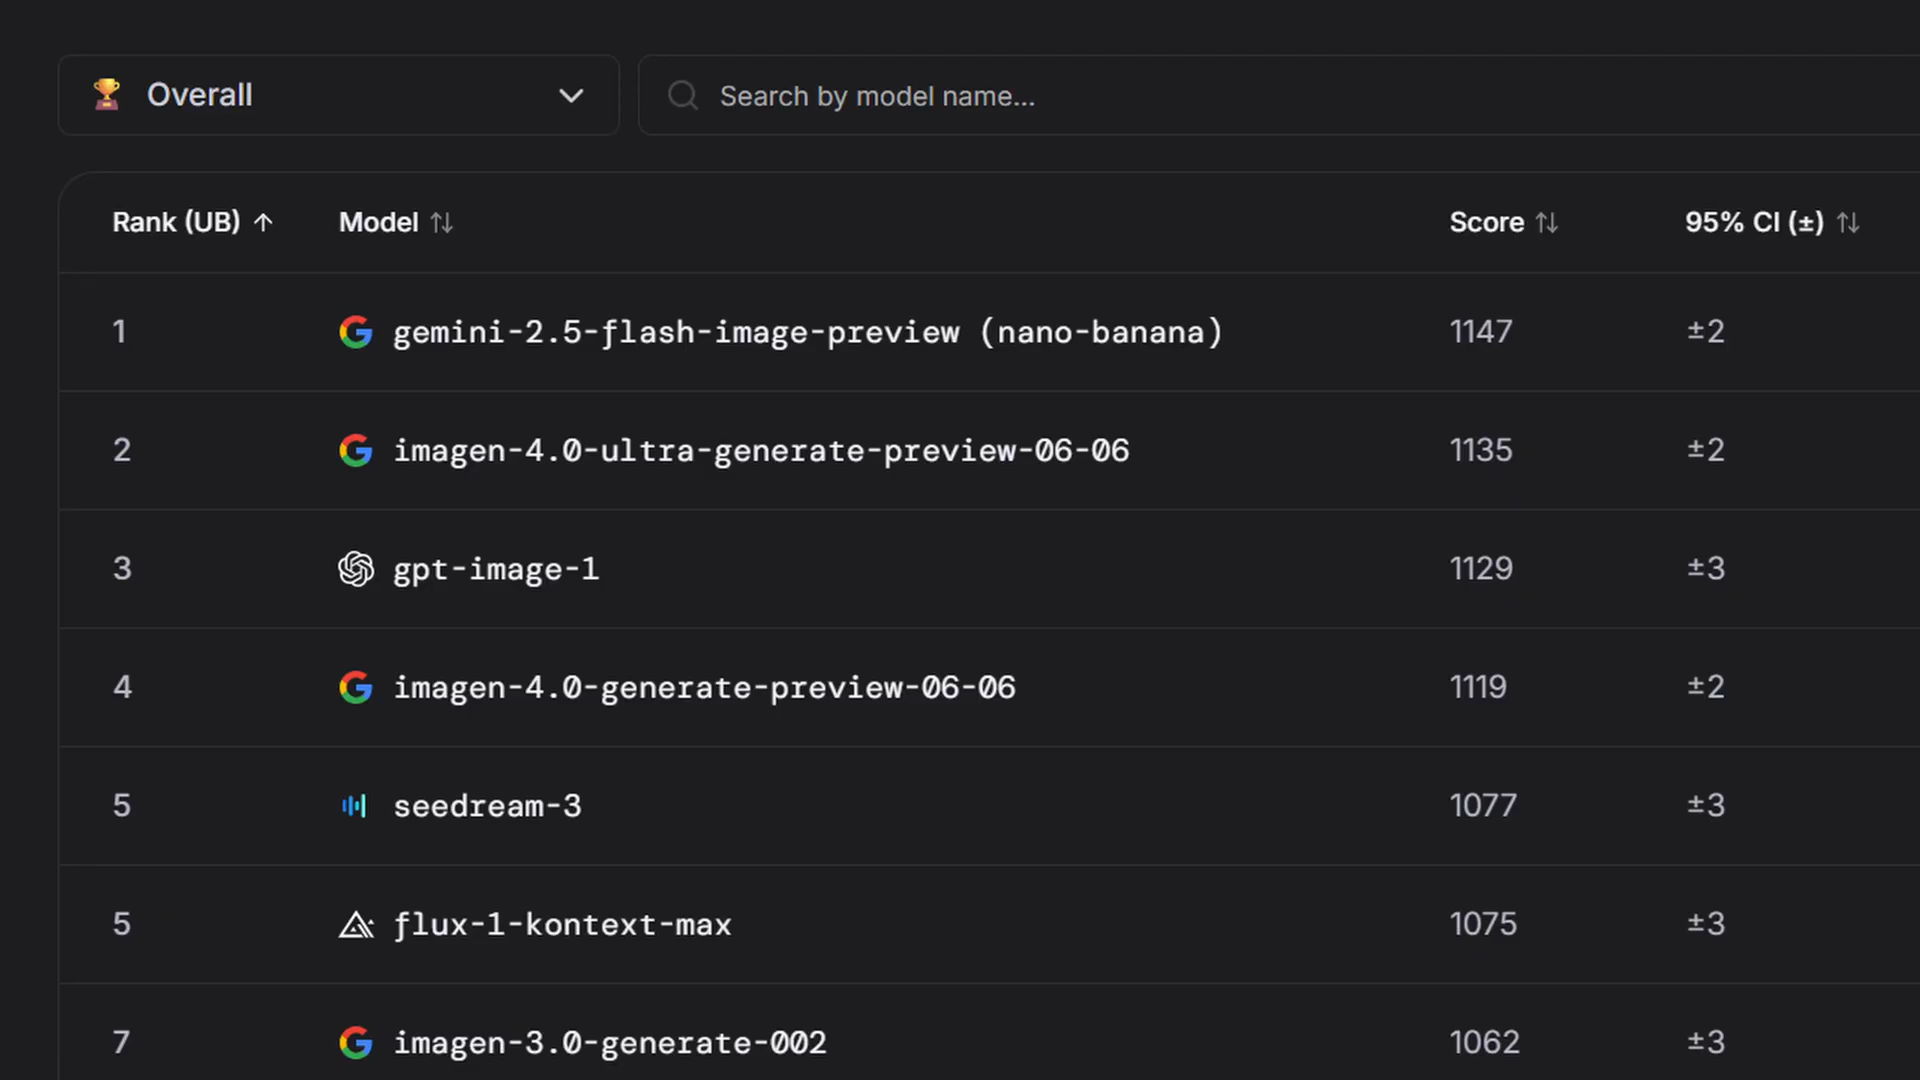 🏆 Overall
Search by model name...
Rank (UB) ↑ Model ↑↓ Score ↑↓ 95% CI (±) ↑↓
1 gemini-2.5-flash-image-preview (nano-banana) 1147 ±2
2 imagen-4.0-ultra-generate-preview-06-06 1135 ±2
3 gpt-image-1 1129 ±3
4 imagen-4.0-generate-preview-06-06 1119 ±2
5 seedream-3 1077 ±3
5 flux-1-kontext-max 1075 ±3
7 imagen-3.0-generate-002 1062 ±3